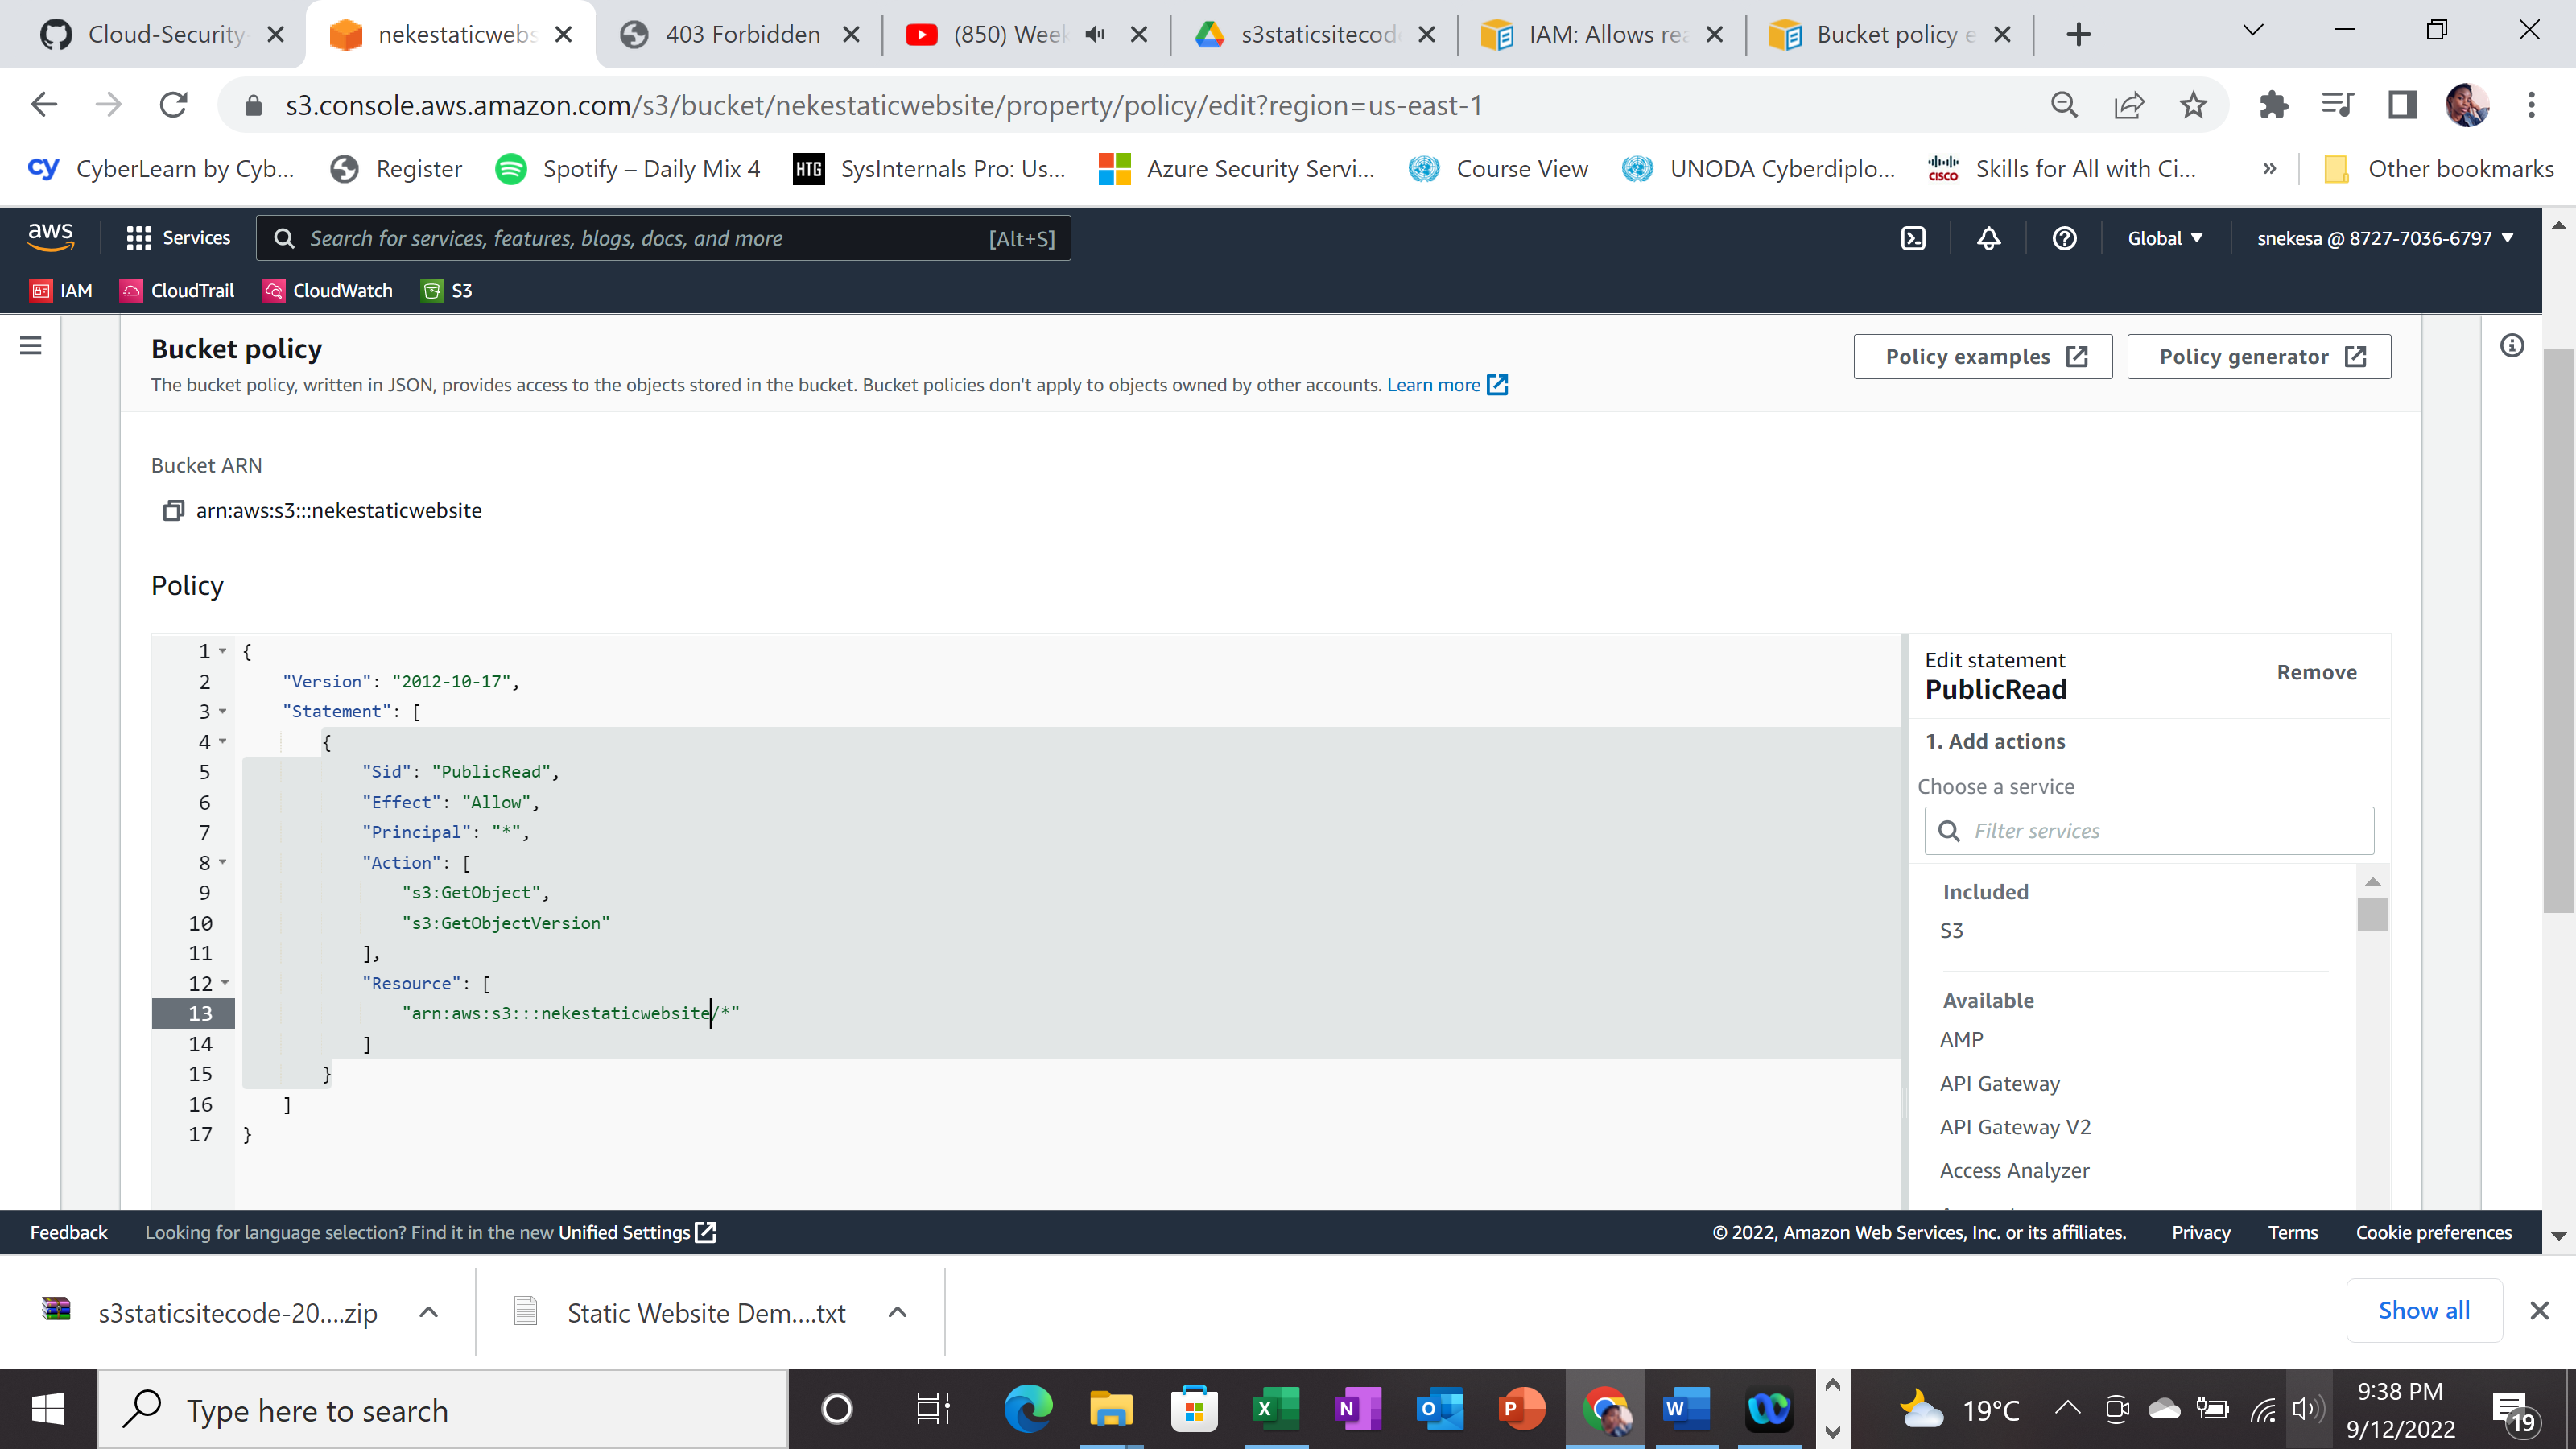 Cloud-Security
nekestaticwebs
403 Forbidden
(850) Week
s3staticsitecod
IAM: Allows rea
Bucket policy e
s3.console.aws.amazon.com/s3/bucket/nekestaticwebsite/property/policy/edit?region=us-east-1
cy CyberLearn by Cyb...
Register
Spotify – Daily Mix 4
HTG SysInternals Pro: Us...
Azure Security Servi...
Course View
UNODA Cyberdiplo...
CISCO Skills for All with Ci...
»
Other bookmarks
aws
Services
Search for services, features, blogs, docs, and more
[Alt+S]
Global
snekesa @ 8727-7036-6797
IAM
CloudTrail
CloudWatch
S3
Bucket policy
The bucket policy, written in JSON, provides access to the objects stored in the bucket. Bucket policies don't apply to objects owned by other accounts. Learn more
Policy examples
Policy generator
Bucket ARN
arn:aws:s3:::nekestaticwebsite
Policy
1 {
2 "Version": "2012-10-17",
3 "Statement": [
4 {
5 "Sid": "PublicRead",
6 "Effect": "Allow",
7 "Principal": "*",
8 "Action": [
9 "s3:GetObject",
10 "s3:GetObjectVersion"
11 ],
12 "Resource": [
13 "arn:aws:s3:::nekestaticwebsite/*"
14 ]
15 }
16 ]
17 }
Edit statement
PublicRead
Remove
1. Add actions
Choose a service
Filter services
Included
S3
Available
AMP
API Gateway
API Gateway V2
Access Analyzer
Feedback
Looking for language selection? Find it in the new Unified Settings
© 2022, Amazon Web Services, Inc. or its affiliates.
Privacy
Terms
Cookie preferences
s3staticsitecode-20....zip
Static Website Dem....txt
Show all
Type here to search
19°C
9:38 PM
9/12/2022
19